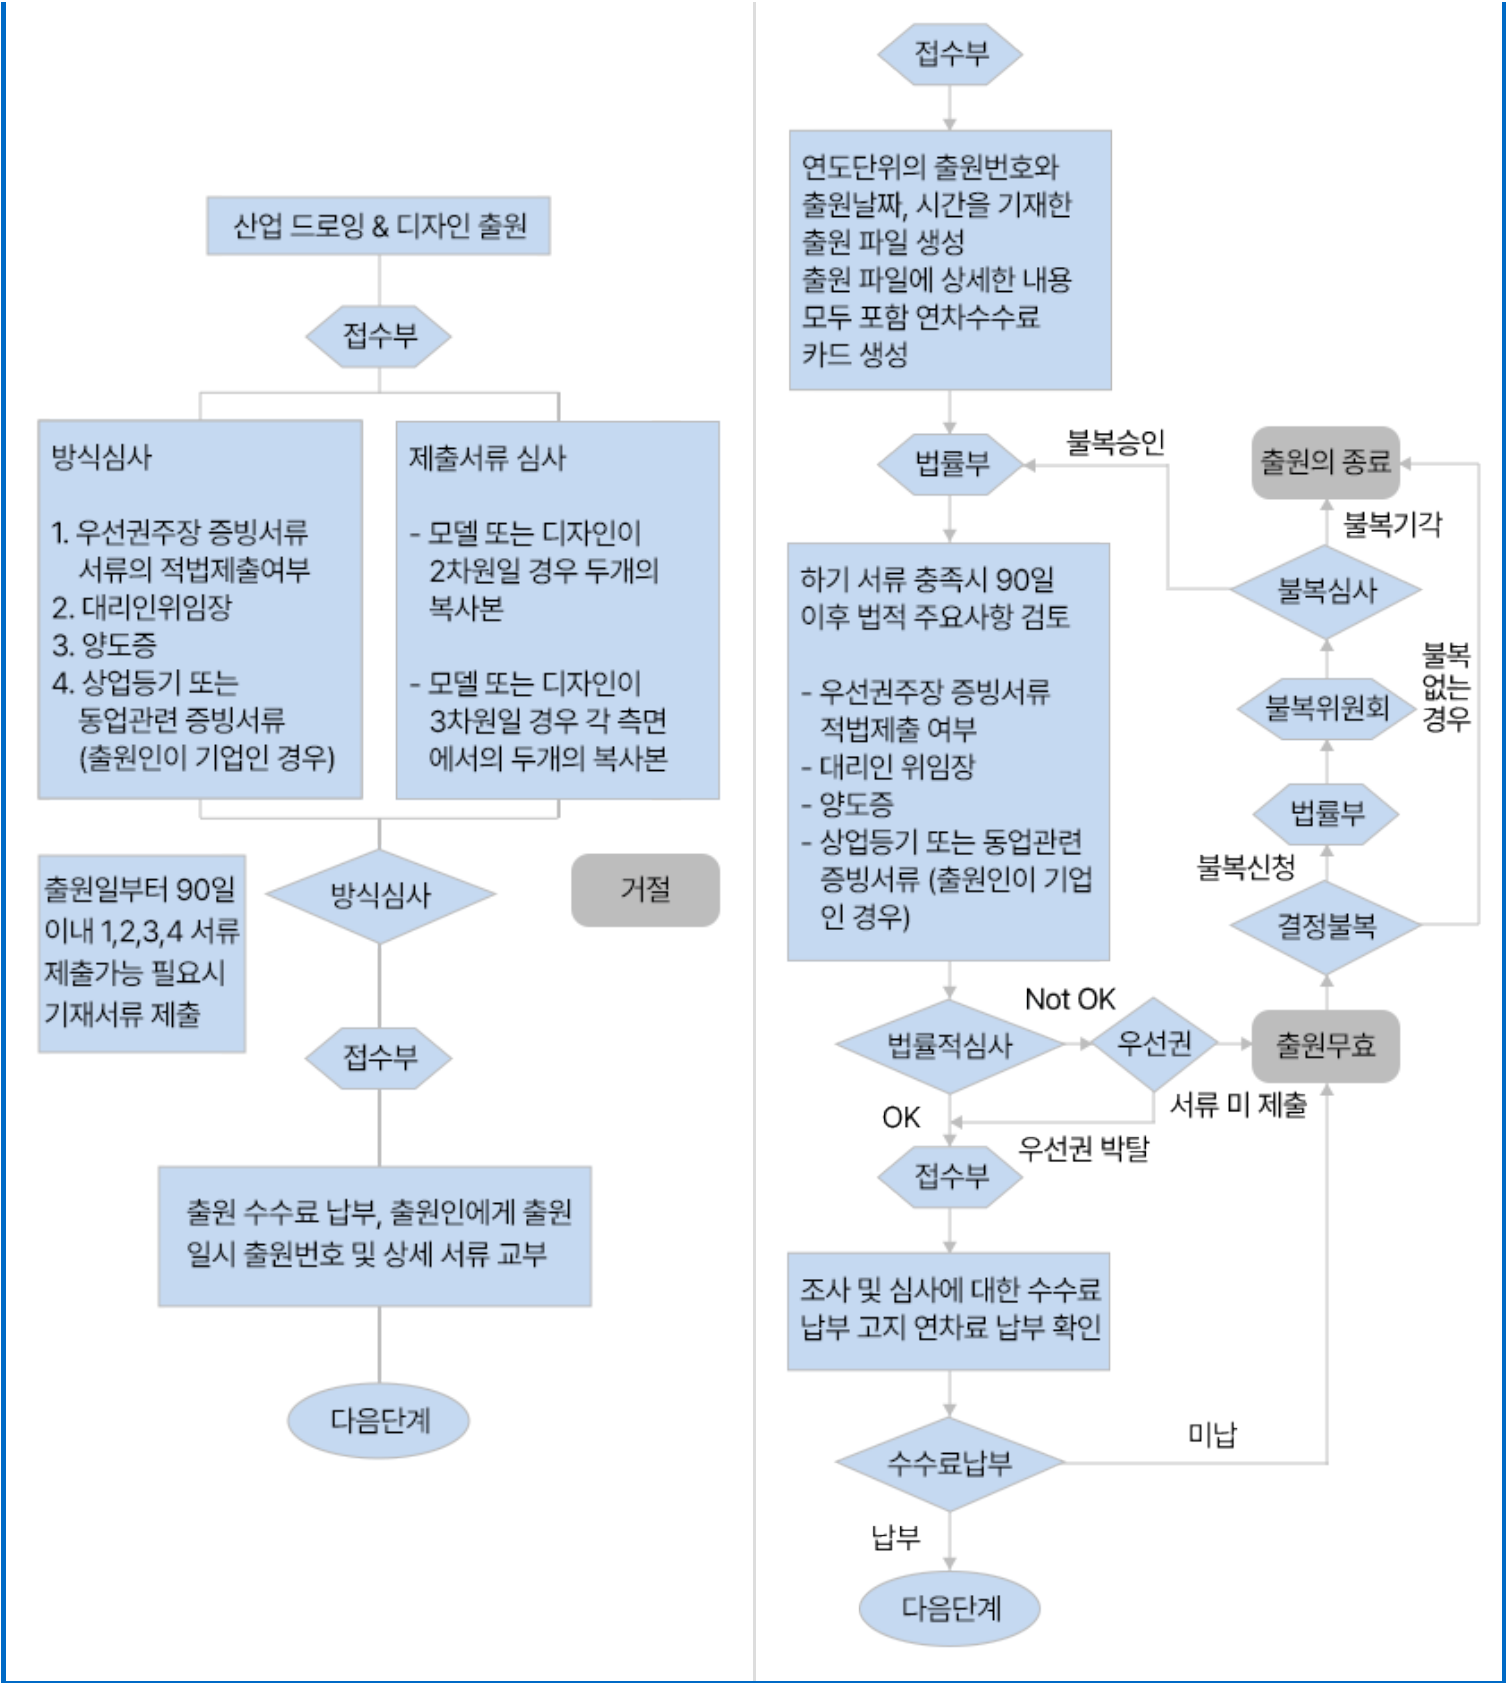 산업 드로잉 & 디자인 출원
접수부
방식심사
1. 우선권주장 증빙서류
서류의 적법제출여부
2. 대리인위임장
3. 양도증
4. 상업등기 또는
동업관련 증빙서류
(출원인이 기업인 경우)
제출서류 심사
- 모델 또는 디자인이
2차원일 경우 두개의
복사본
- 모델 또는 디자인이
3차원일 경우 각 측면
에서의 두개의 복사본
출원일부터 90일
이내 1,2,3,4 서류
제출가능 필요시
기재서류 제출
방식심사
거절
접수부
출원 수수료 납부, 출원인에게 출원
일시 출원번호 및 상세 서류 교부
다음단계
접수부
연도단위의 출원번호와
출원날짜, 시간을 기재한
출원 파일 생성
출원 파일에 상세한 내용
모두 포함 연차수수료
카드 생성
법률부
불복승인
출원의 종료
불복기각
불복심사
불복
없는
경우
불복위원회
법률부
불복신청
결정불복
하기 서류 충족시 90일
이후 법적 주요사항 검토
- 우선권주장 증빙서류
적법제출 여부
- 대리인 위임장
- 양도증
- 상업등기 또는 동업관련
증빙서류 (출원인이 기업
인 경우)
Not OK
법률적심사
우선권
출원무효
서류 미 제출
OK
우선권 박탈
접수부
조사 및 심사에 대한 수수료
납부 고지 연차료 납부 확인
수수료납부
미납
납부
다음단계